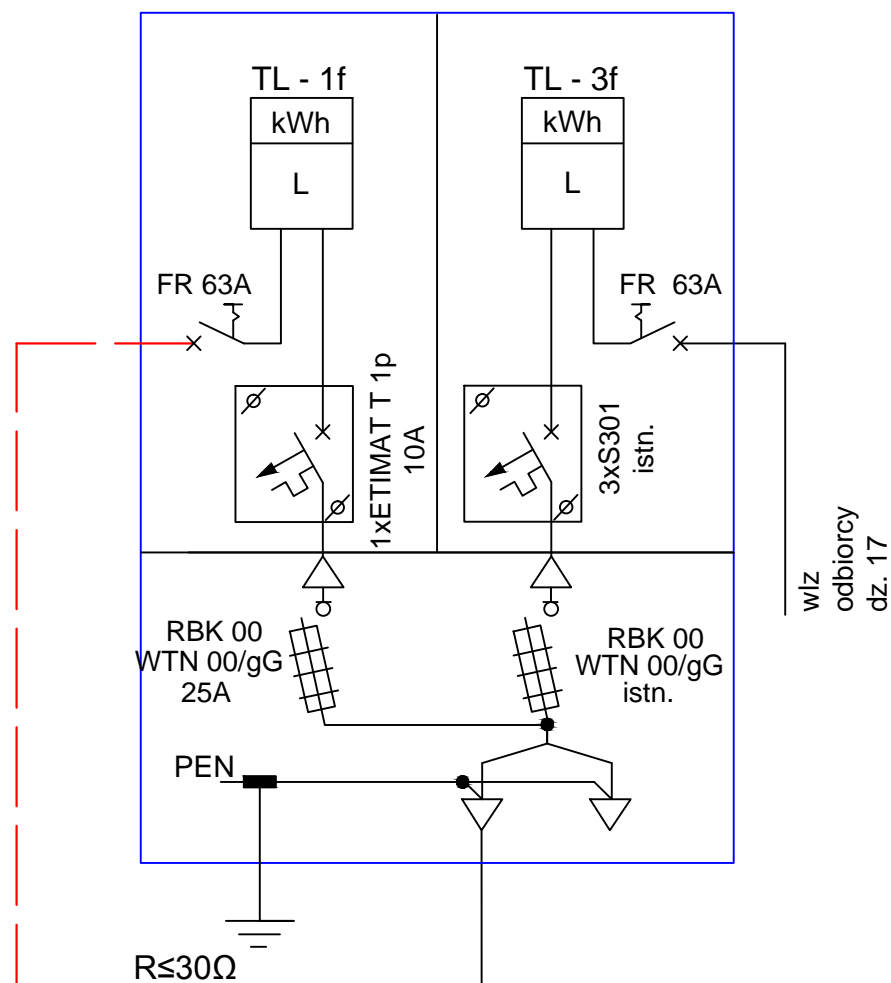 TL - 1f
kWh
L
TL - 3f
kWh
L
FR 63A
FR 63A
1xETIMAT T 1p
10A
3xS301
istn.
wlz
odbiorcy
dz. 17
RBK 00
WTN 00/gG
25A
RBK 00
WTN 00/gG
istn.
PEN
R≤30Ω